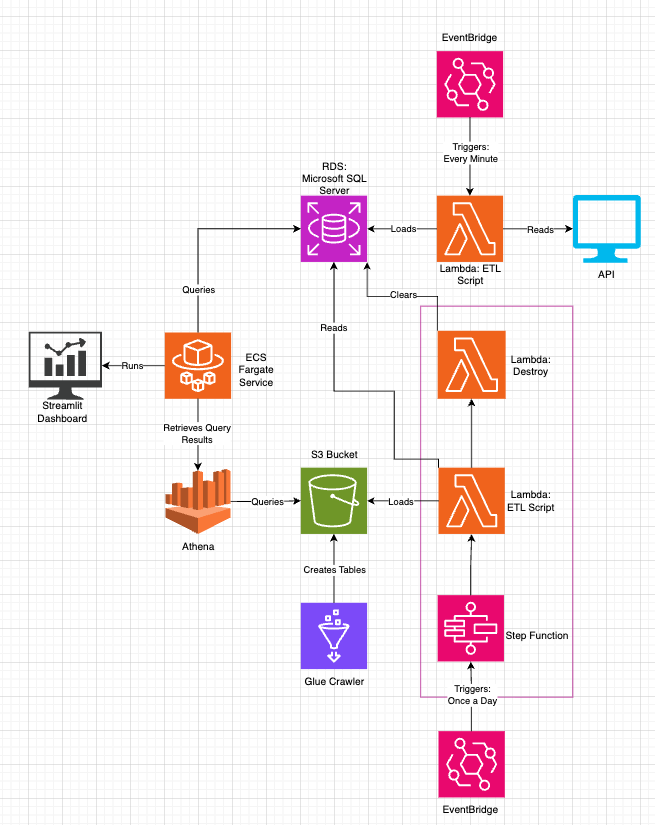 EventBridge
Triggers:
Every Minute
RDS:
Microsoft SQL
Server
Loads
Reads
Lambda: ETL
Script
API
Queries
Clears
Reads
Runs
ECS
Fargate
Service
Lambda:
Destroy
Streamlit
Dashboard
Retrieves Query
Results
S3 Bucket
Queries
Loads
Lambda:
ETL Script
Athena
Creates Tables
Step Function
Glue Crawler
Triggers:
Once a Day
EventBridge